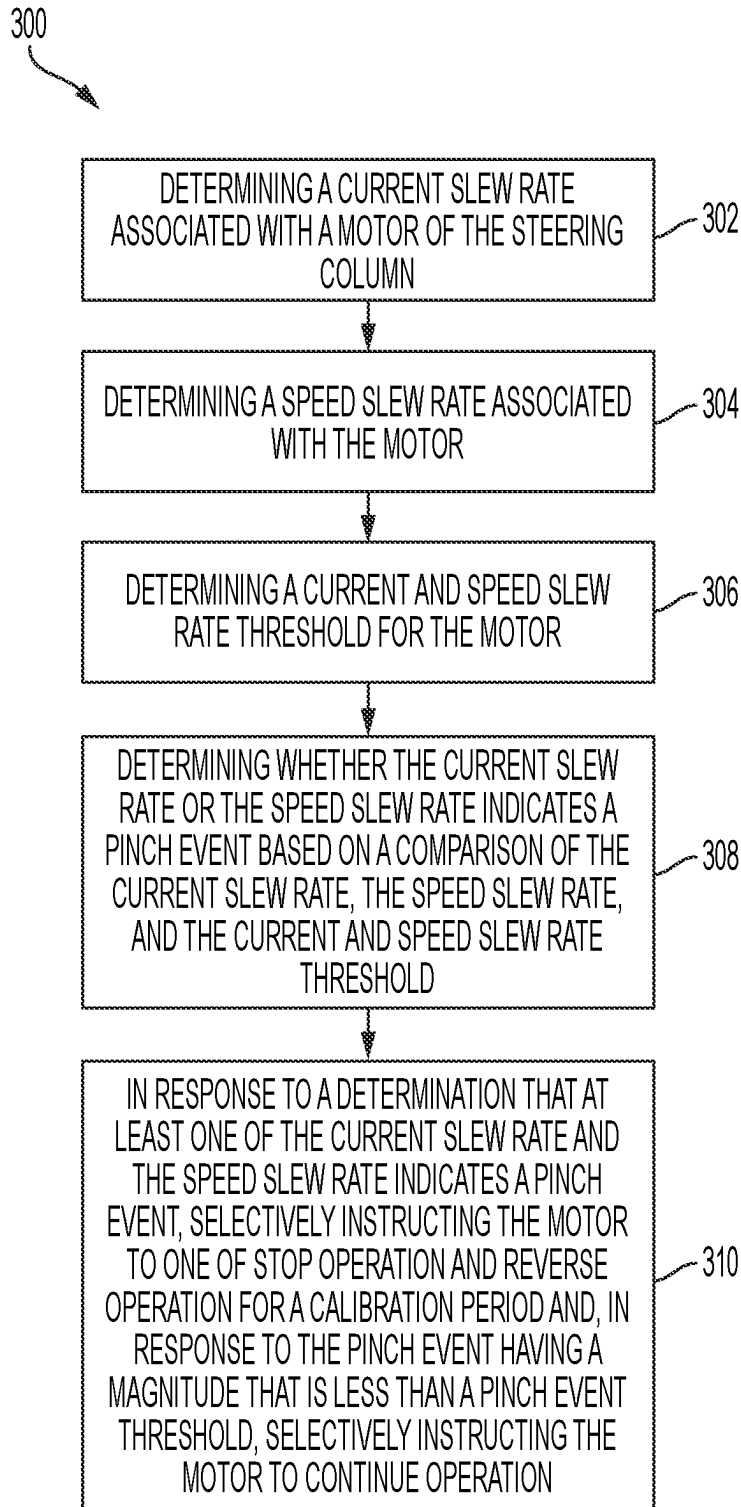 300
DETERMINING A CURRENT SLEW RATE
ASSOCIATED WITH A MOTOR OF THE STEERING
COLUMN
302
DETERMINING A SPEED SLEW RATE ASSOCIATED
WITH THE MOTOR
304
DETERMINING A CURRENT AND SPEED SLEW
RATE THRESHOLD FOR THE MOTOR
306
DETERMINING WHETHER THE CURRENT SLEW
RATE OR THE SPEED SLEW RATE INDICATES A
PINCH EVENT BASED ON A COMPARISON OF THE
CURRENT SLEW RATE, THE SPEED SLEW RATE,
AND THE CURRENT AND SPEED SLEW RATE
THRESHOLD
308
IN RESPONSE TO A DETERMINATION THAT AT
LEAST ONE OF THE CURRENT SLEW RATE AND
THE SPEED SLEW RATE INDICATES A PINCH
EVENT, SELECTIVELY INSTRUCTING THE MOTOR
TO ONE OF STOP OPERATION AND REVERSE
OPERATION FOR A CALIBRATION PERIOD AND, IN
RESPONSE TO THE PINCH EVENT HAVING A
MAGNITUDE THAT IS LESS THAN A PINCH EVENT
THRESHOLD, SELECTIVELY INSTRUCTING THE
MOTOR TO CONTINUE OPERATION
310